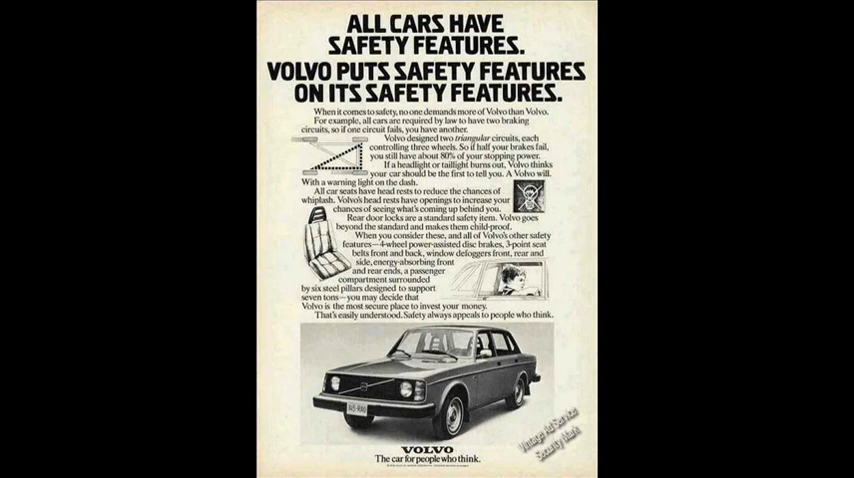 ALL CARS HAVE
SAFETY FEATURES.
VOLVO PUTS SAFETY FEATURES
ON ITS SAFETY FEATURES.
When it comes to safety, no one demands more of Volvo than Volvo.
For example, all cars are required by law to have two braking
circuits, so if one circuit fails, you have another.
Volvo designed two triangular circuits, each
controlling three wheels. So if half your brakes fail,
you still have about 80% of your stopping power.
If a headlight or taillight burns out, Volvo thinks
your car should be the first to tell you. A Volvo will.
With a warning light on the dash.
All car seats have head rests to reduce the chances of
whiplash. Volvo's head rests have openings to increase your
chances of seeing what's coming up behind you.
Rear door locks are a standard safety item. Volvo goes
beyond the standard and makes them child-proof.
When you consider these, and all of Volvo's other safety
features—4-wheel power-assisted disc brakes, 3-point seat
belts front and back, window defoggers front, rear and
side, energy-absorbing front
and rear ends, a passenger
compartment surrounded
by six steel pillars designed to support
seven tons—you may decide that
Volvo is the most secure place to invest your money.
That's easily understood. Safety always appeals to people who think.
VOLVO
The car for people who think.
Vintage Ad Service
Security Mark